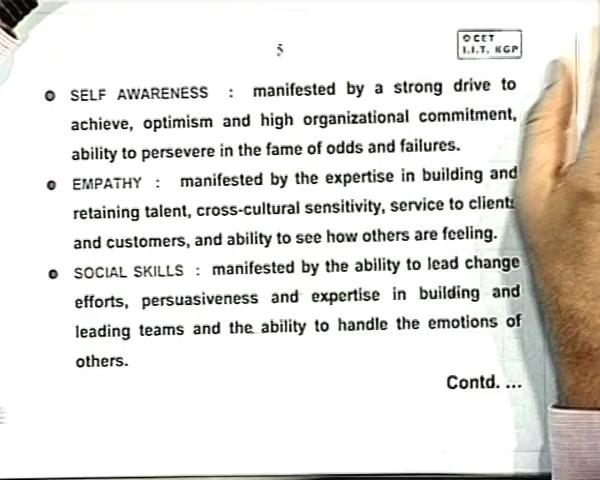 5
OCET
I.I.T. KGP
SELF AWARENESS : manifested by a strong drive to
achieve, optimism and high organizational commitment,
ability to persevere in the fame of odds and failures.
EMPATHY : manifested by the expertise in building and
retaining talent, cross-cultural sensitivity, service to clients
and customers, and ability to see how others are feeling.
SOCIAL SKILLS : manifested by the ability to lead change
efforts, persuasiveness and expertise in building and
leading teams and the ability to handle the emotions of
others.
Contd. ...